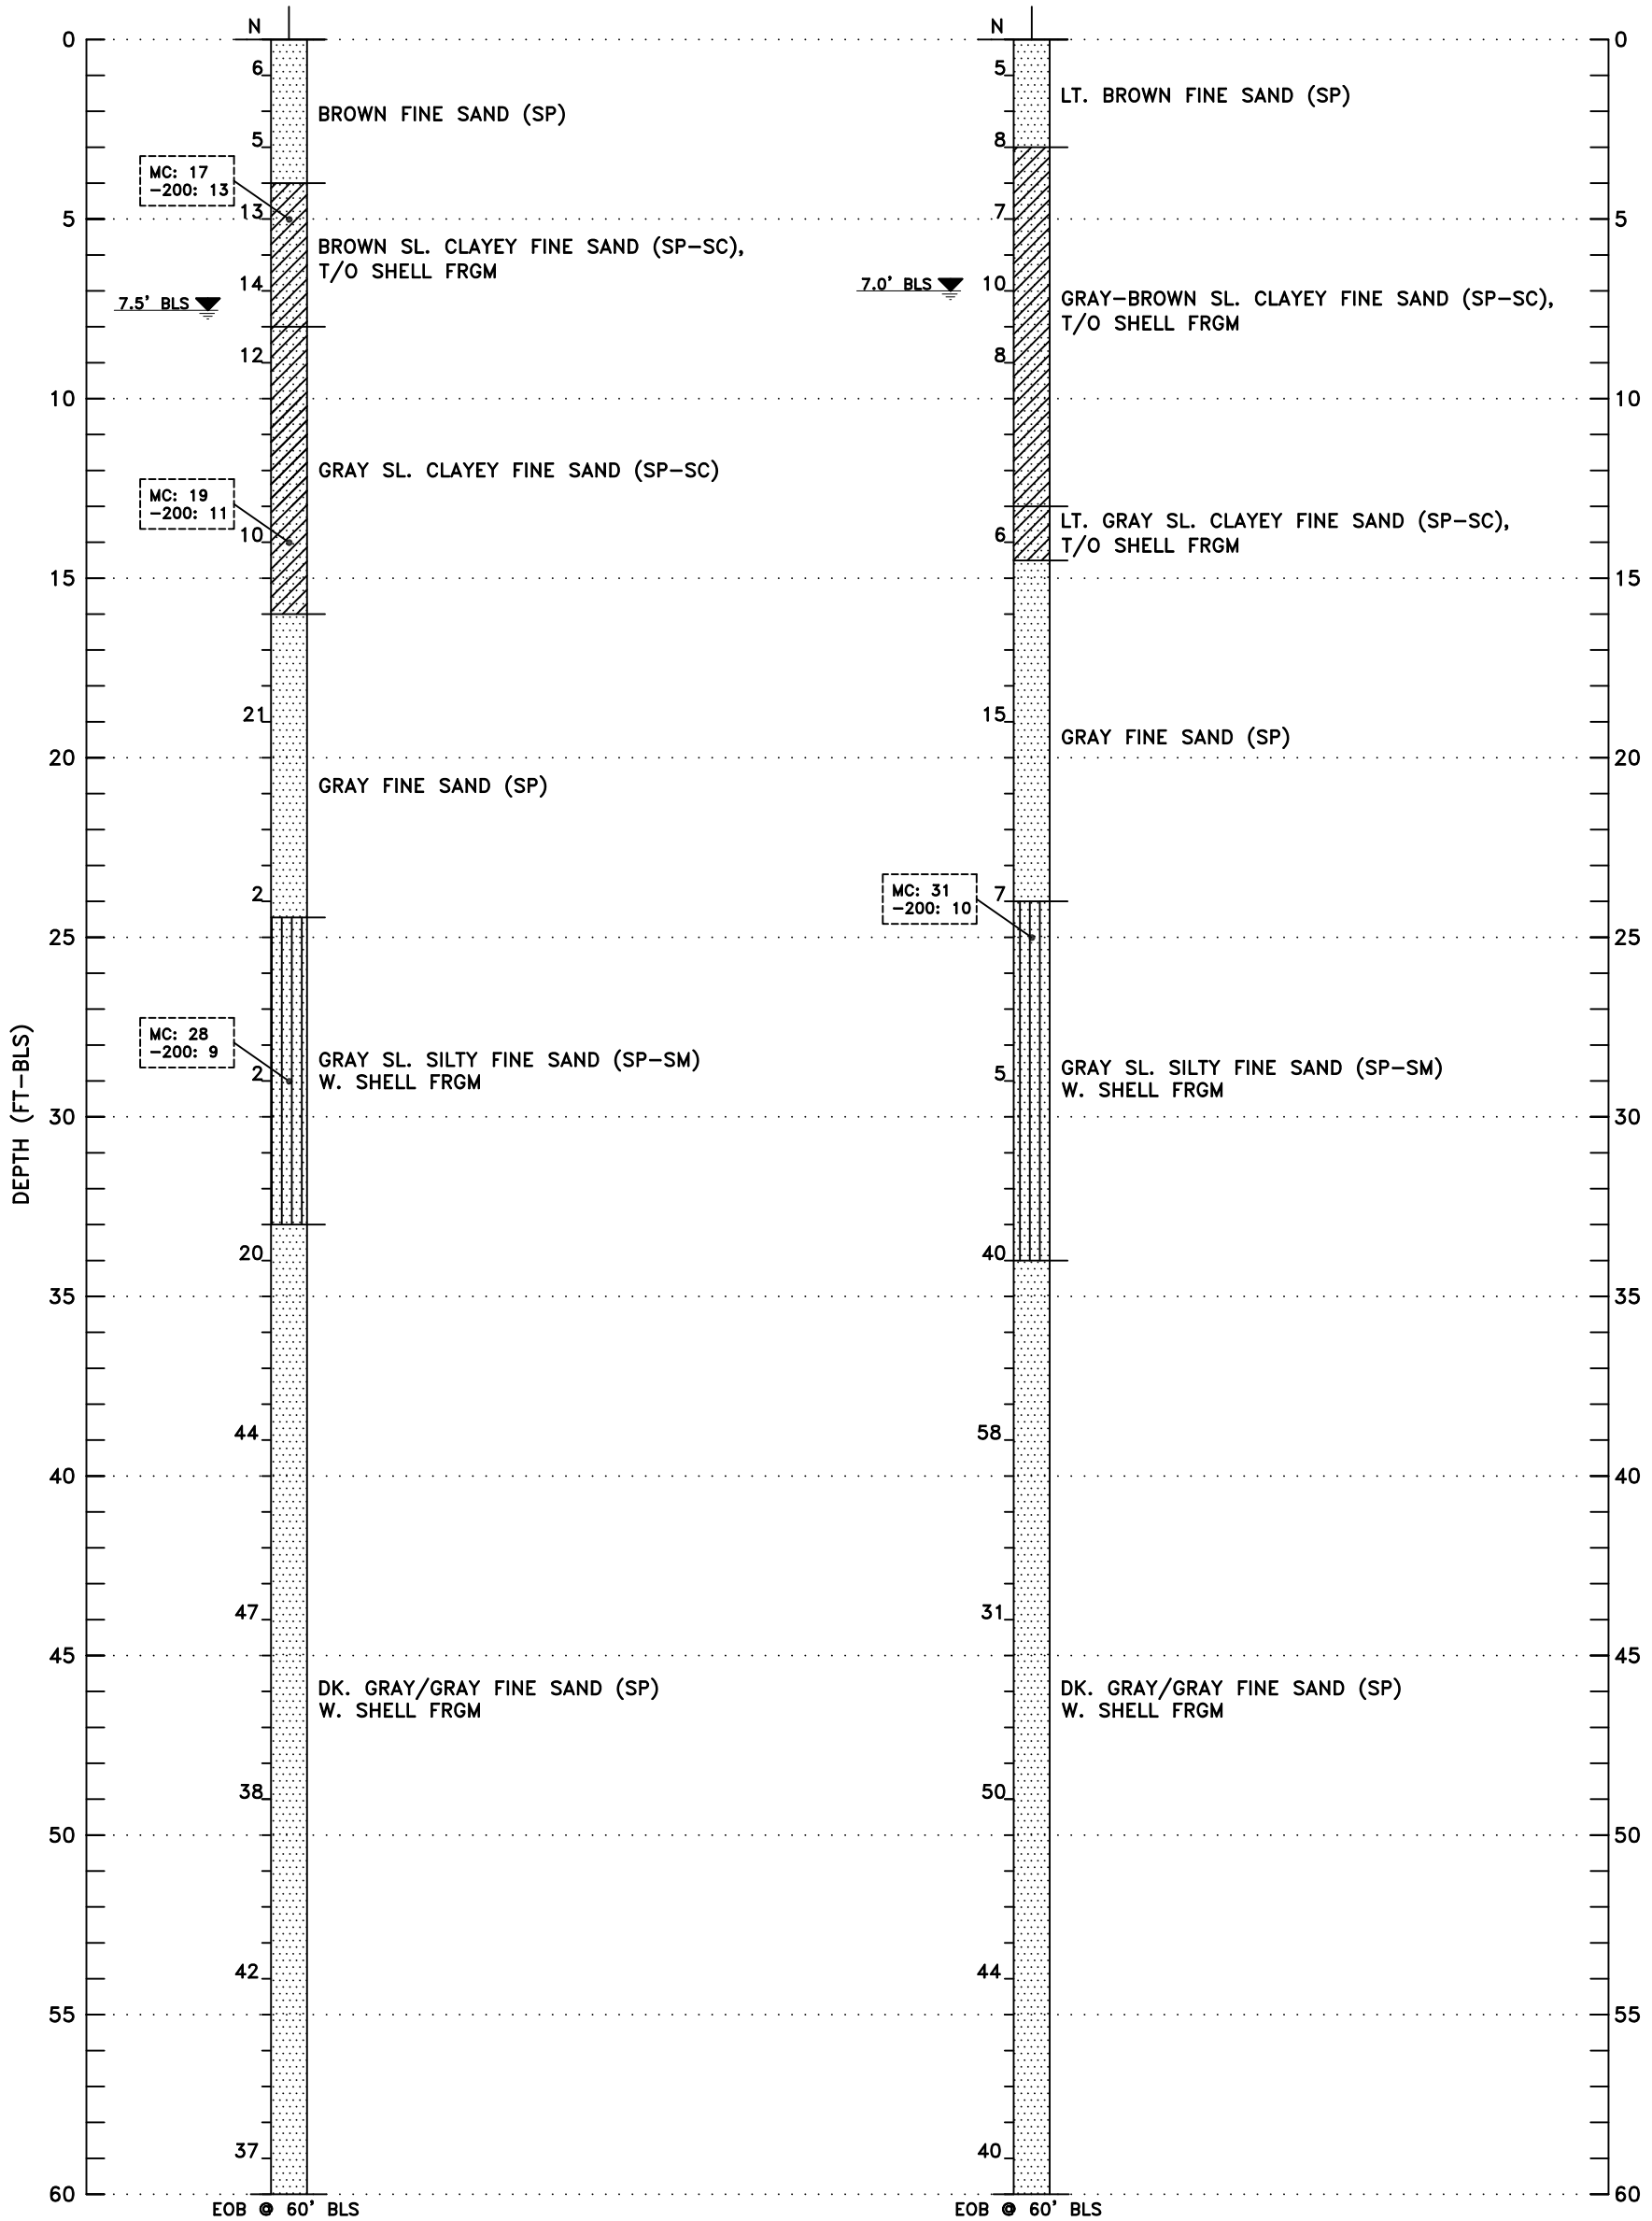 N
N
0
0
6
5
BROWN FINE SAND (SP)
LT. BROWN FINE SAND (SP)
5
8
MC: 17
-200: 13
13
7
5
5
BROWN SL. CLAYEY FINE SAND (SP-SC),
T/O SHELL FRGM
14
10
7.5' BLS
7.0' BLS
GRAY-BROWN SL. CLAYEY FINE SAND (SP-SC),
T/O SHELL FRGM
12
8
10
10
GRAY SL. CLAYEY FINE SAND (SP-SC)
MC: 19
-200: 11
10
6
LT. GRAY SL. CLAYEY FINE SAND (SP-SC),
T/O SHELL FRGM
15
15
21
15
GRAY FINE SAND (SP)
20
20
GRAY FINE SAND (SP)
2
7
MC: 31
-200: 10
25
25
MC: 28
-200: 9
2
5
GRAY SL. SILTY FINE SAND (SP-SM)
W. SHELL FRGM
GRAY SL. SILTY FINE SAND (SP-SM)
W. SHELL FRGM
DEPTH (FT-BLS)
30
30
20
40
35
35
44
58
40
40
47
31
45
45
DK. GRAY/GRAY FINE SAND (SP)
W. SHELL FRGM
DK. GRAY/GRAY FINE SAND (SP)
W. SHELL FRGM
38
50
50
50
42
44
55
55
37
40
60
60
EOB @ 60' BLS
EOB @ 60' BLS